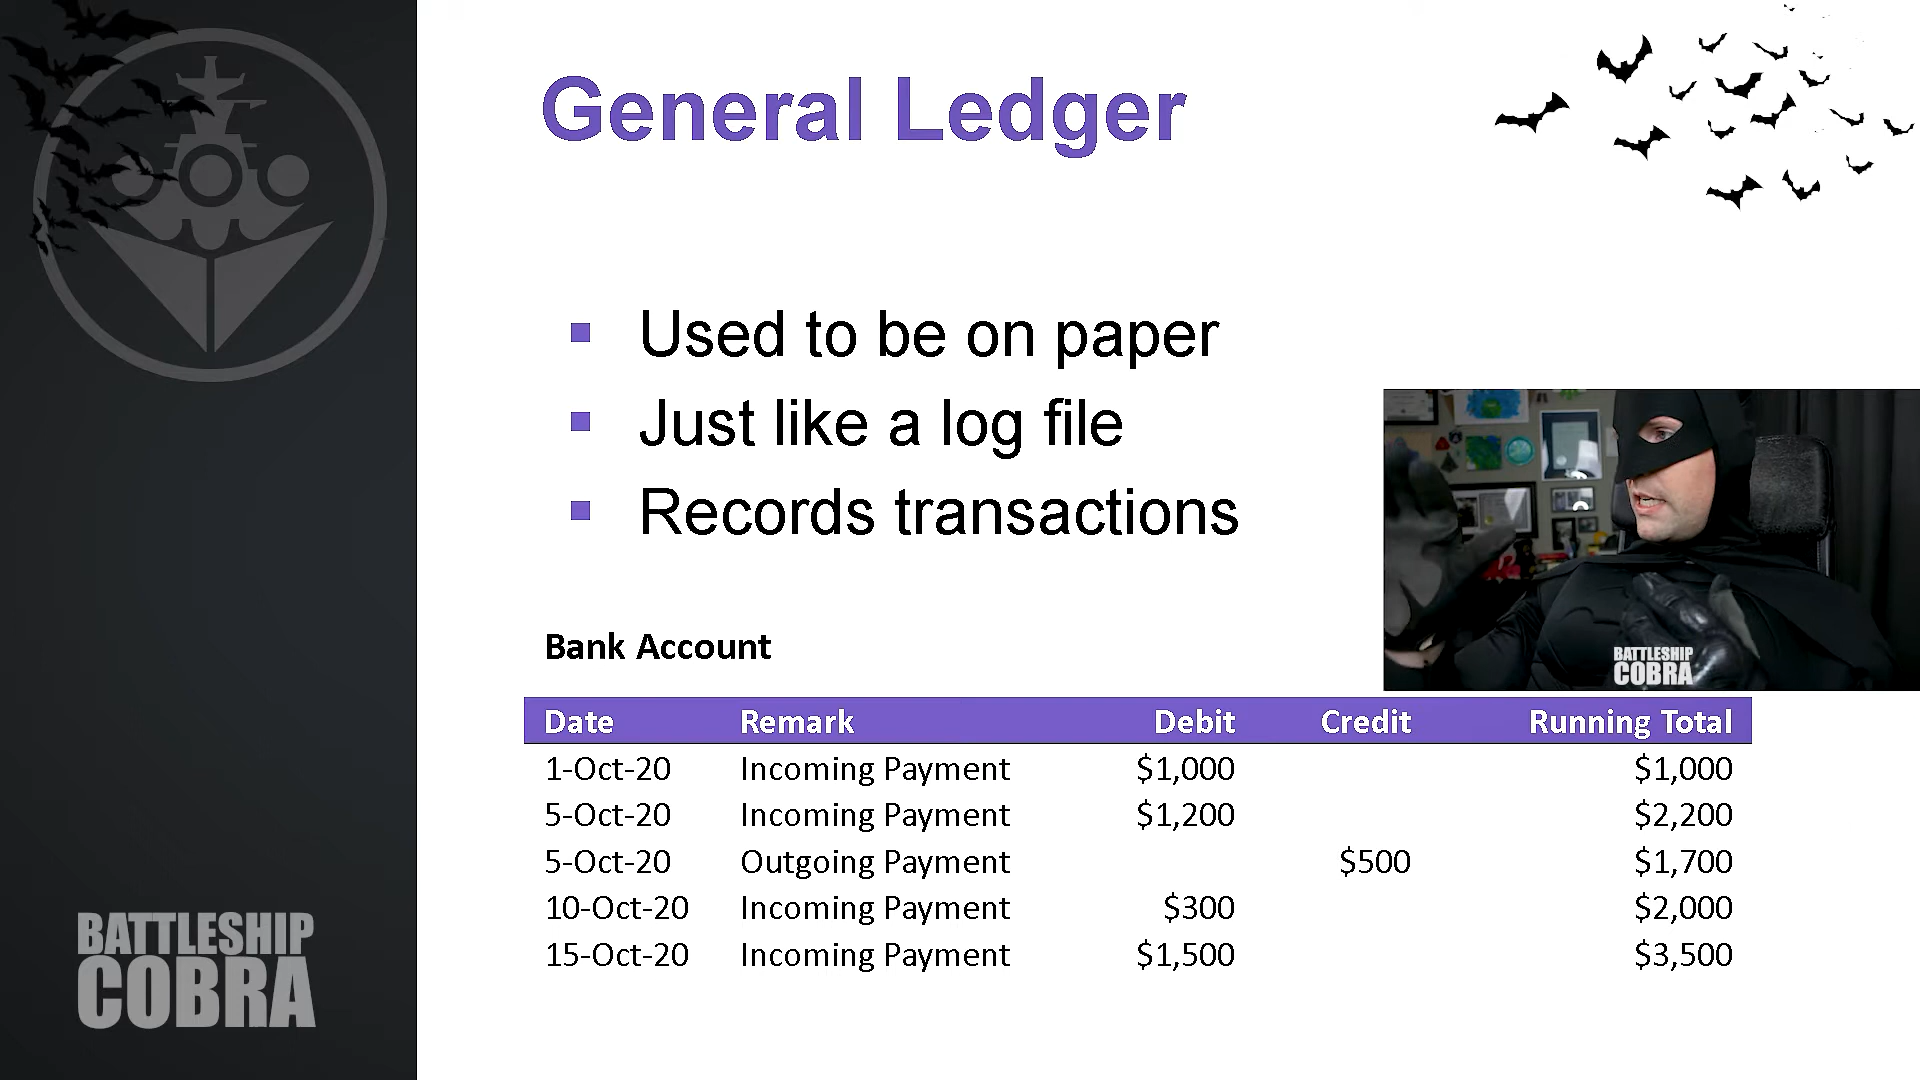 General Ledger
Used to be on paper
Just like a log file
Records transactions
BATTLESHIP
COBRA
Bank Account
Date Remark Debit Credit Running Total
1-Oct-20 Incoming Payment $1,000 $1,000
5-Oct-20 Incoming Payment $1,200 $2,200
5-Oct-20 Outgoing Payment $500 $1,700
10-Oct-20 Incoming Payment $300 $2,000
15-Oct-20 Incoming Payment $1,500 $3,500
BATTLESHIP
COBRA